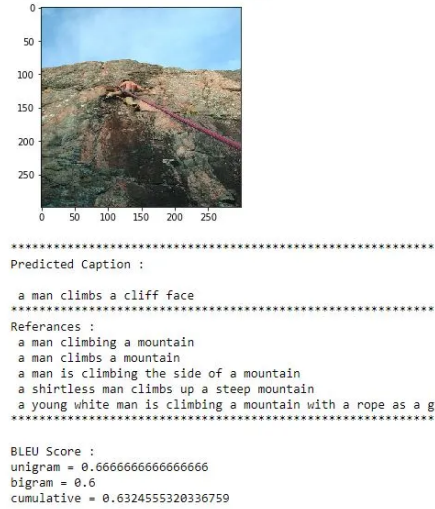 0
50
100
150
200
250
0 50 100 150 200 250
***********************************************************
Predicted Caption :
a man climbs a cliff face
***********************************************************
Referances :
a man climbing a mountain
a man climbs a mountain
a man is climbing the side of a mountain
a shirtless man climbs up a steep mountain
a young white man is climbing a mountain with a rope as a g
***********************************************************
BLEU Score :
unigram = 0.6666666666666666
bigram = 0.6
cumulative = 0.6324555320336759